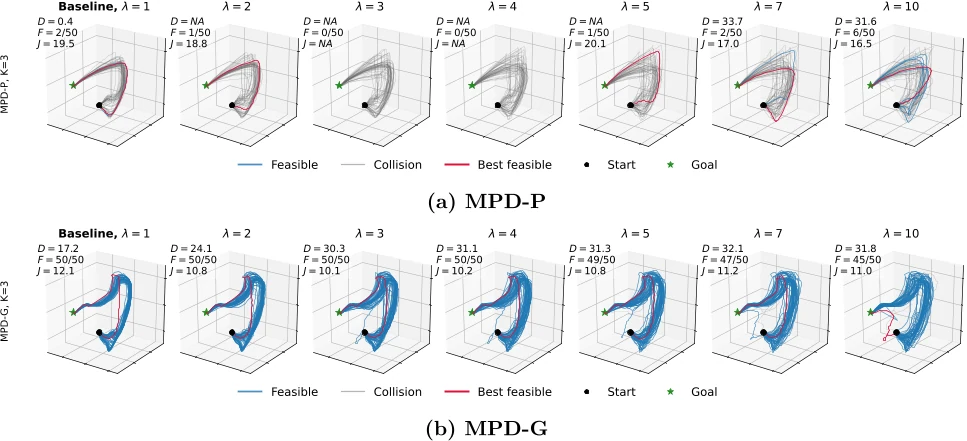 Baseline, λ = 1
D = 0.4
F = 2/50
J = 19.5
λ = 2
D = NA
F = 1/50
J = 18.8
λ = 3
D = NA
F = 0/50
J = NA
λ = 4
D = NA
F = 0/50
J = NA
λ = 5
D = NA
F = 1/50
J = 20.1
λ = 7
D = 33.7
F = 2/50
J = 17.0
λ = 10
D = 31.6
F = 6/50
J = 16.5
MPD-P, K=3
Feasible Collision Best feasible Start Goal
(a) MPD-P
Baseline, λ = 1
D = 17.2
F = 50/50
J = 12.1
λ = 2
D = 24.1
F = 50/50
J = 10.8
λ = 3
D = 30.3
F = 50/50
J = 10.1
λ = 4
D = 31.1
F = 50/50
J = 10.2
λ = 5
D = 31.3
F = 49/50
J = 10.8
λ = 7
D = 32.1
F = 47/50
J = 11.2
λ = 10
D = 31.8
F = 45/50
J = 11.0
MPD-G, K=3
Feasible Collision Best feasible Start Goal
(b) MPD-G